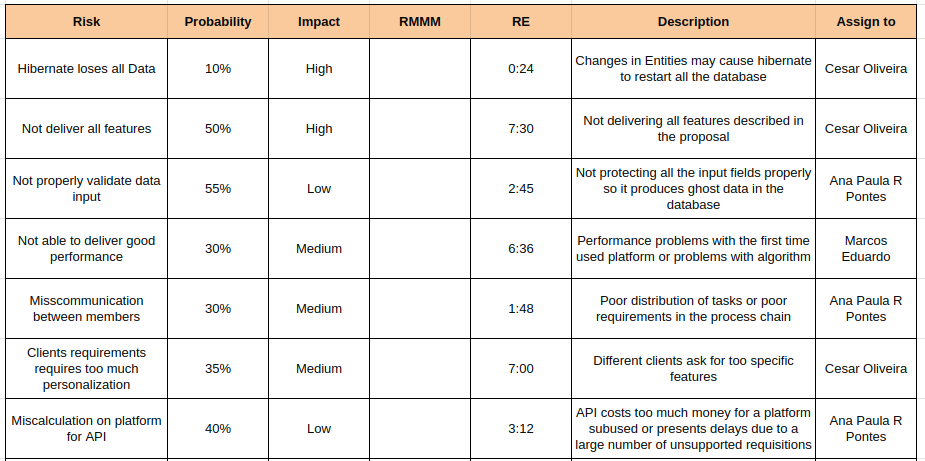 Risk Probability Impact RMMM RE Description Assign to
Hibernate loses all Data 10% High 0:24 Changes in Entities may cause hibernate
to restart all the database Cesar Oliveira
Not deliver all features 50% High 7:30 Not delivering all features described in
the proposal Cesar Oliveira
Not properly validate data
input 55% Low 2:45 Not protecting all the input fields properly
so it produces ghost data in the
database Ana Paula R
Pontes
Not able to deliver good
performance 30% Medium 6:36 Performance problems with the first time
used platform or problems with algorithm Marcos
Eduardo
Misscommunication
between members 30% Medium 1:48 Poor distribution of tasks or poor
requirements in the process chain Ana Paula R
Pontes
Clients requirements
requires too much
personalization 35% Medium 7:00 Different clients ask for too specific
features Cesar Oliveira
Miscalculation on platform
for API 40% Low 3:12 API costs too much money for a platform
subused or presents delays due to a
large number of unsupported requisitions Ana Paula R
Pontes